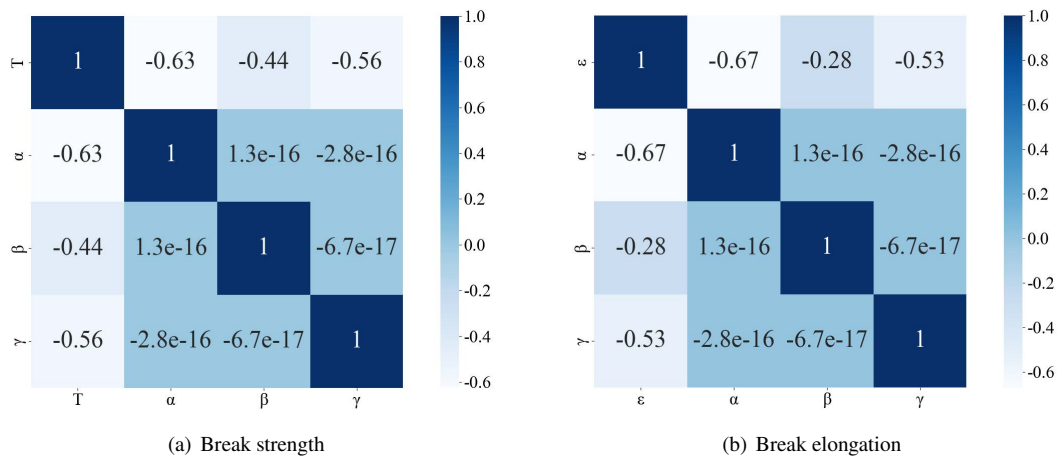 T 1 -0.63 -0.44 -0.56
α -0.63 1 1.3e-16 -2.8e-16
β -0.44 1.3e-16 1 -6.7e-17
γ -0.56 -2.8e-16 -6.7e-17 1
T α β γ
1.0
0.8
0.6
0.4
0.2
0.0
-0.2
-0.4
-0.6
(a) Break strength
ε 1 -0.67 -0.28 -0.53
α -0.67 1 1.3e-16 -2.8e-16
β -0.28 1.3e-16 1 -6.7e-17
γ -0.53 -2.8e-16 -6.7e-17 1
ε α β γ
1.0
0.8
0.6
0.4
0.2
0.0
-0.2
-0.4
-0.6
(b) Break elongation